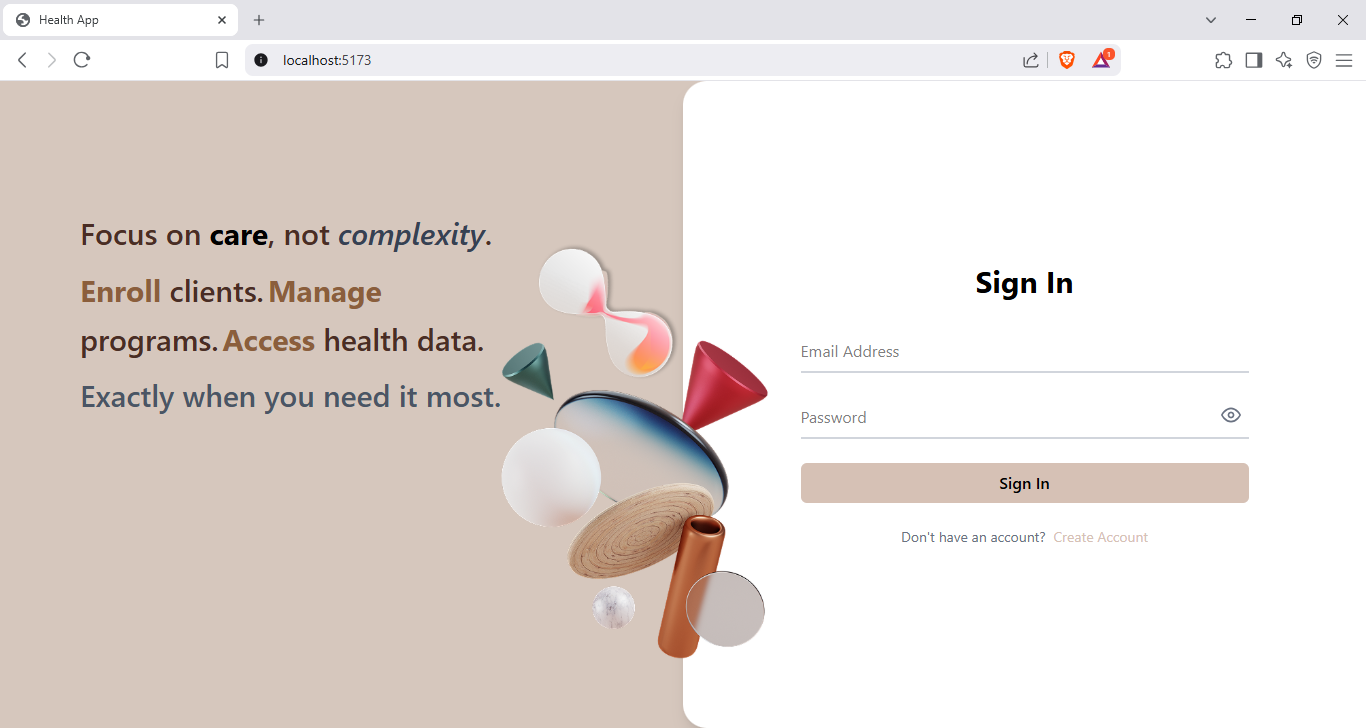 Health App
localhost:5173
1
Focus on care, not complexity.
Enroll clients. Manage
programs. Access health data.
Exactly when you need it most.
Sign In
Email Address
Password
Sign In
Don't have an account? Create Account